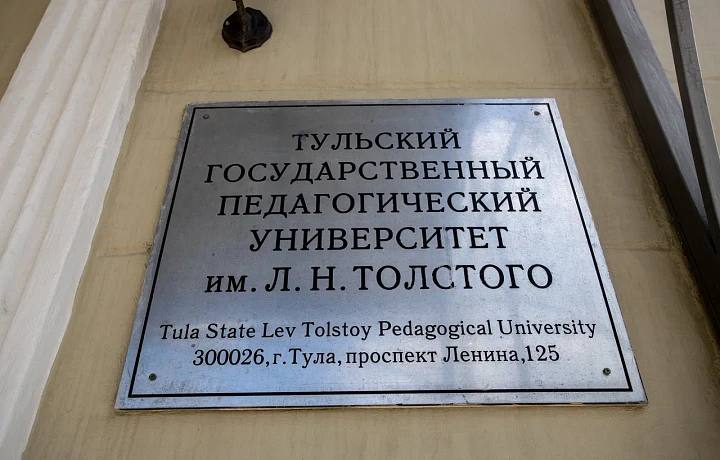 ТУЛЬСКИЙ
ГОСУДАРСТВЕННЫЙ
ПЕДАГОГИЧЕСКИЙ
УНИВЕРСИТЕТ
им. Л. Н. ТОЛСТОГО
Tula State Lev Tolstoy Pedagogical University
300026, г. Тула, проспект Ленина, 125